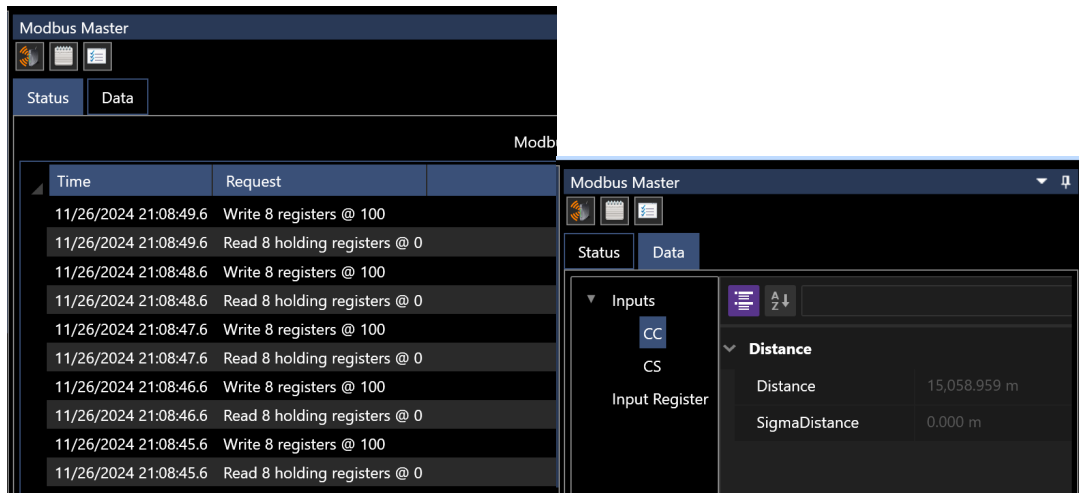 Modbus Master
Status Data
Modb
Time Request
11/26/2024 21:08:49.6 Write 8 registers @ 100
11/26/2024 21:08:49.6 Read 8 holding registers @ 0
11/26/2024 21:08:48.6 Write 8 registers @ 100
11/26/2024 21:08:48.6 Read 8 holding registers @ 0
11/26/2024 21:08:47.6 Write 8 registers @ 100
11/26/2024 21:08:47.6 Read 8 holding registers @ 0
11/26/2024 21:08:46.6 Write 8 registers @ 100
11/26/2024 21:08:46.6 Read 8 holding registers @ 0
11/26/2024 21:08:45.6 Write 8 registers @ 100
11/26/2024 21:08:45.6 Read 8 holding registers @ 0
Modbus Master
Status Data
Inputs
CC
CS
Input Register
A
Z
Distance
Distance 15,058.959 m
SigmaDistance 0.000 m